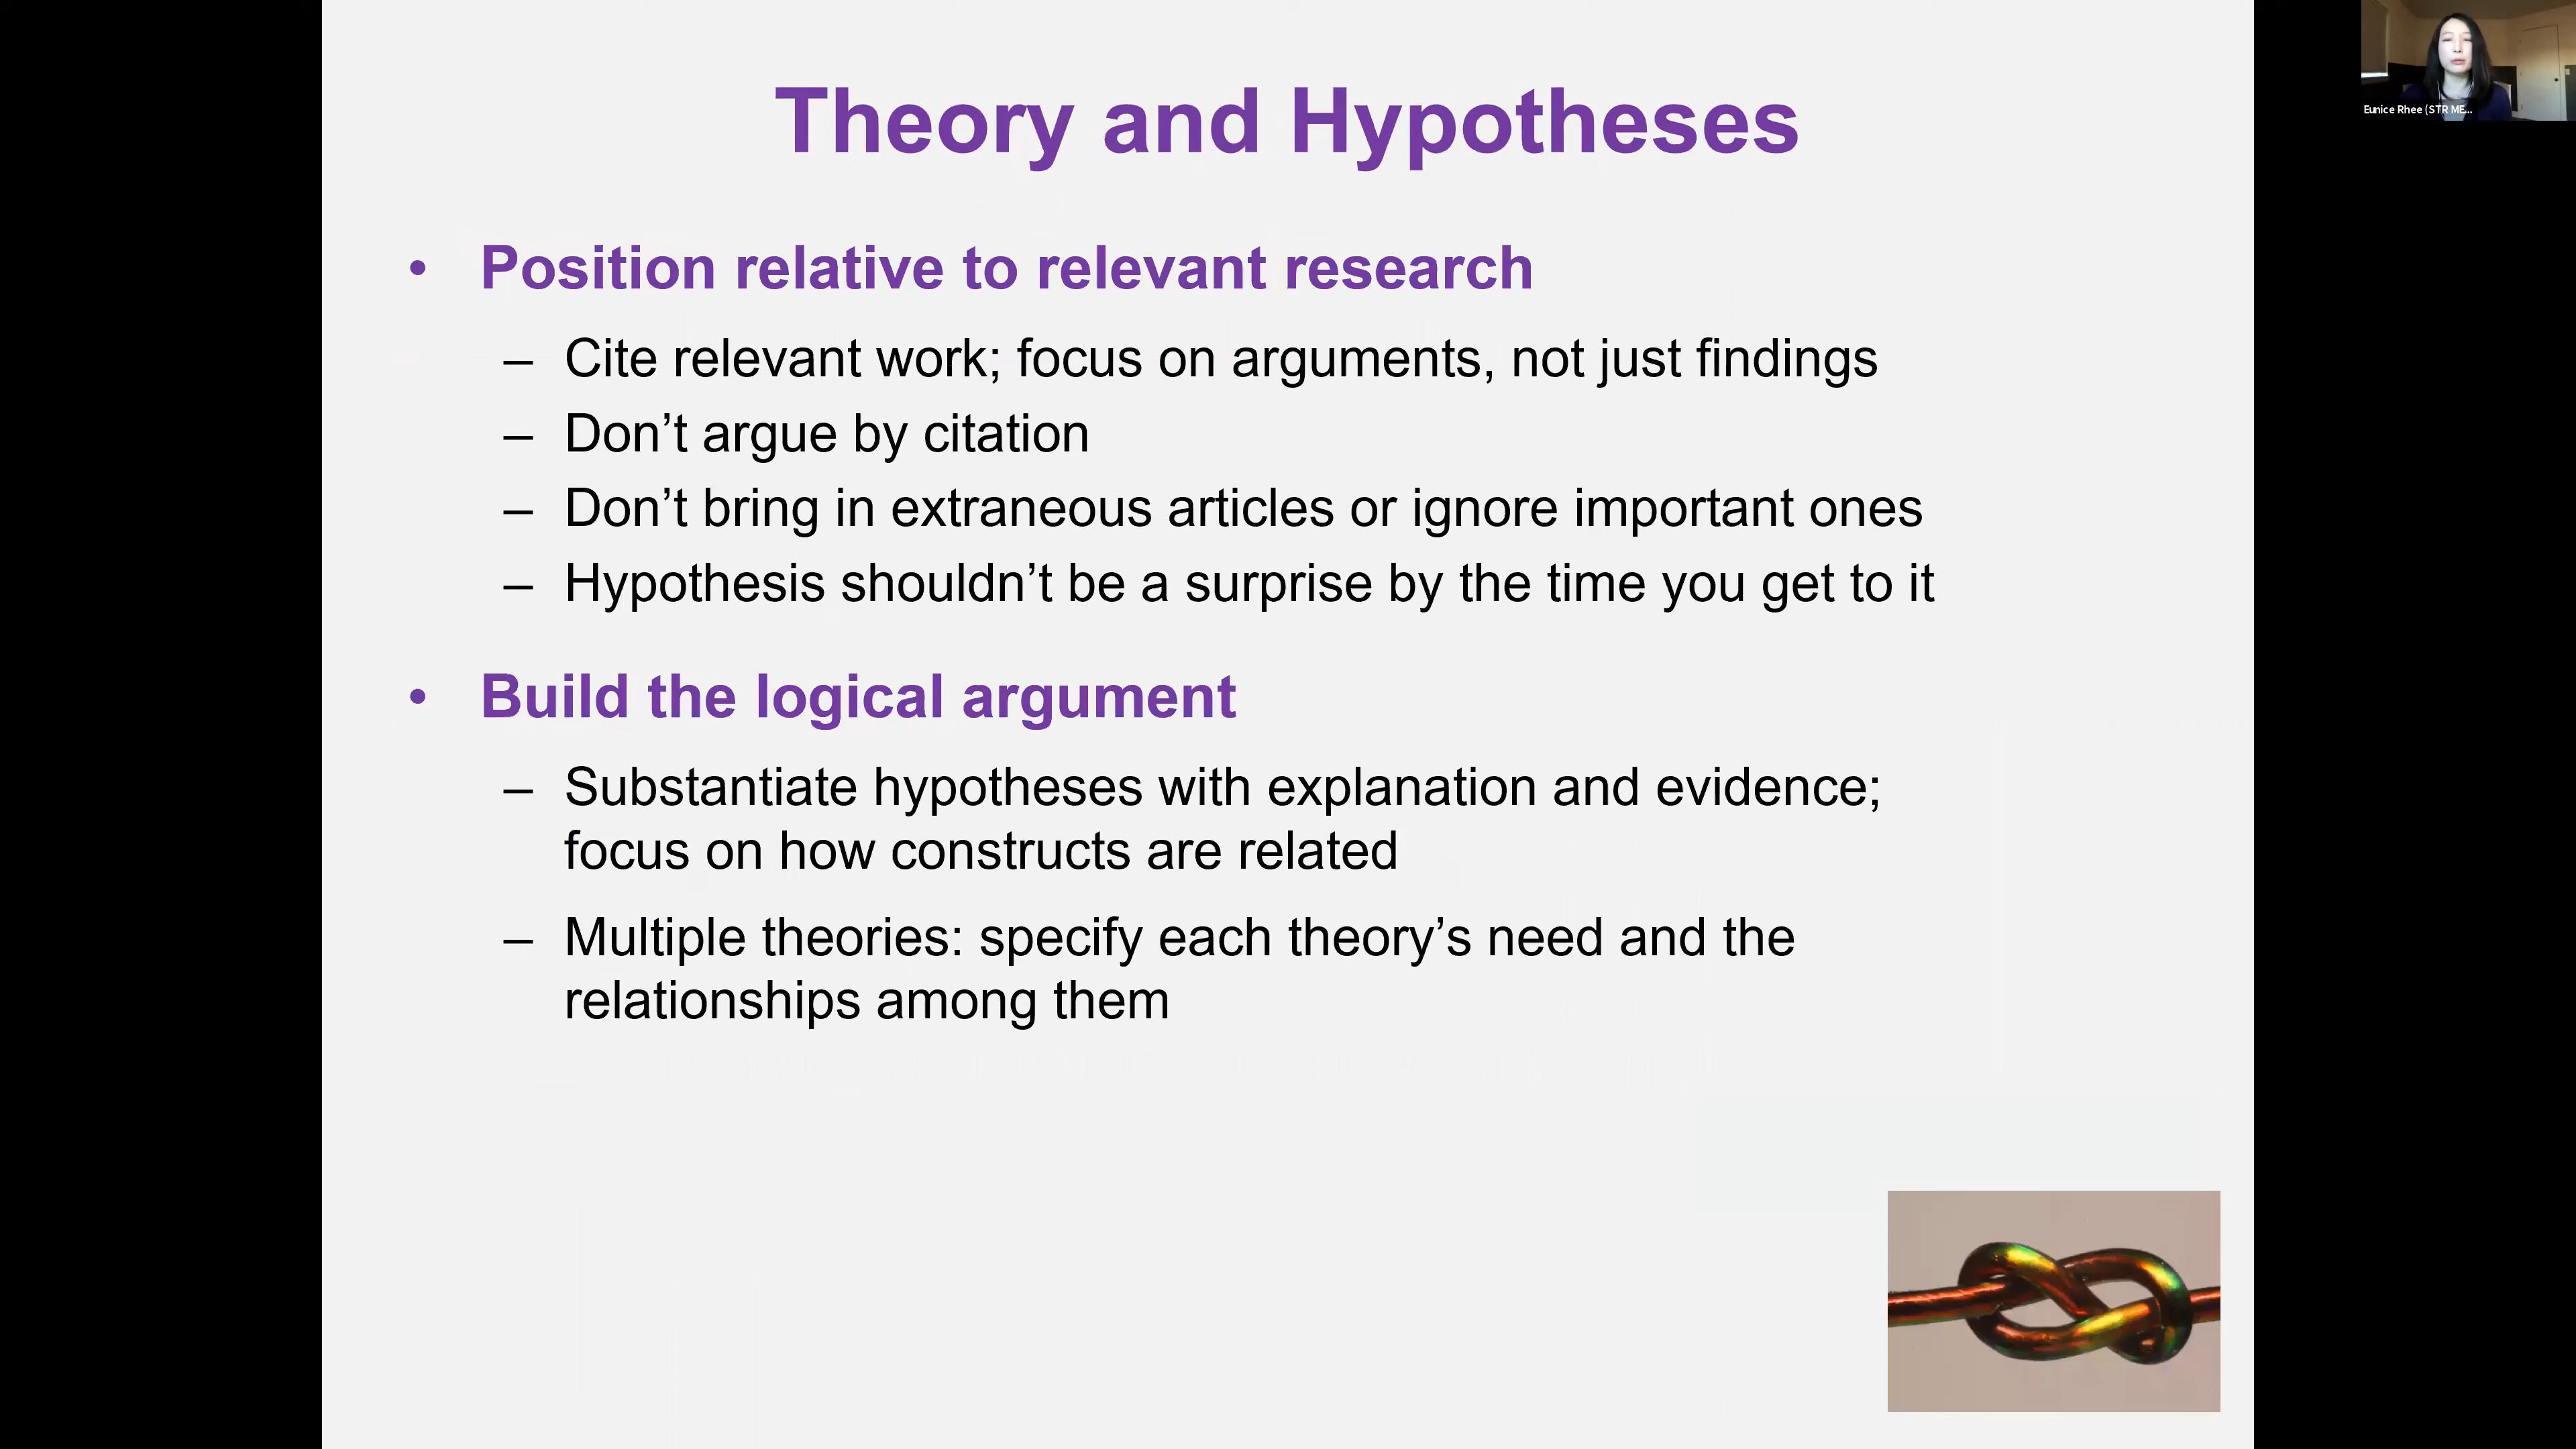 Theory and Hypotheses
• Position relative to relevant research
– Cite relevant work; focus on arguments, not just findings
– Don’t argue by citation
– Don’t bring in extraneous articles or ignore important ones
– Hypothesis shouldn’t be a surprise by the time you get to it
• Build the logical argument
– Substantiate hypotheses with explanation and evidence;
focus on how constructs are related
– Multiple theories: specify each theory’s need and the
relationships among them
Eunice Rhee (STR ME...